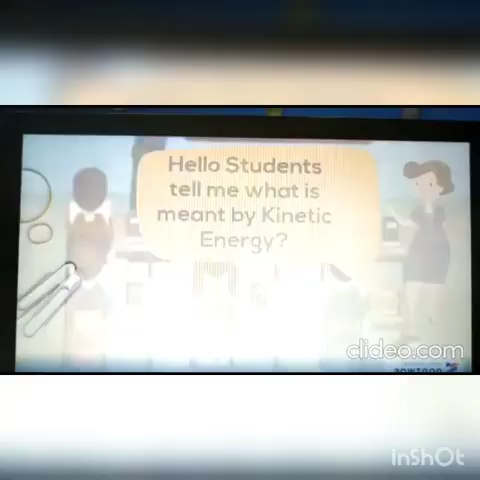 Hello Students
tell me what is
meant by Kinetic
Energy?
clideo.com
InShOt